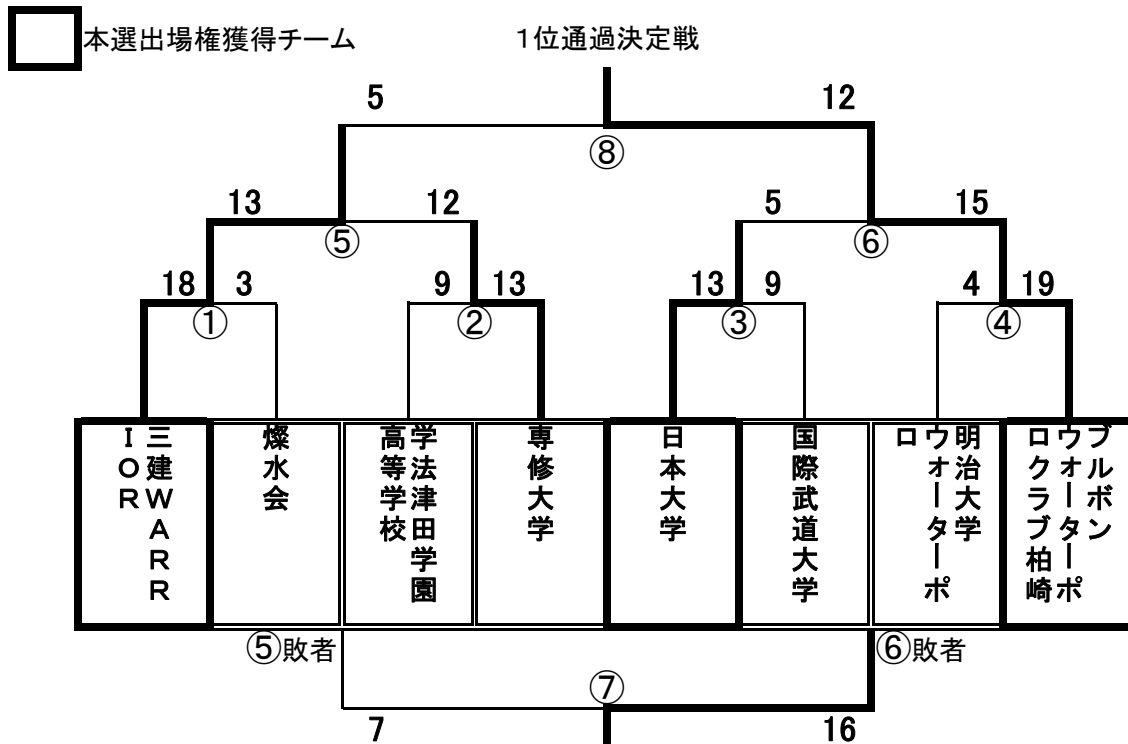 本選出場権獲得チーム
1位通過決定戦
5
12
⑧
13
12
5
15
⑤
⑥
18
3
9
13
13
9
4
19
①
②
③
④
三建WARR
IOR
燦水会
学法津田学園
高等学校
専修大学
日本大学
国際武道大学
明治大学
ウォーターポ
ロ
ブルボン
ウォーターポ
ロクラブ柏崎
⑤敗者
⑥敗者
⑦
7
16